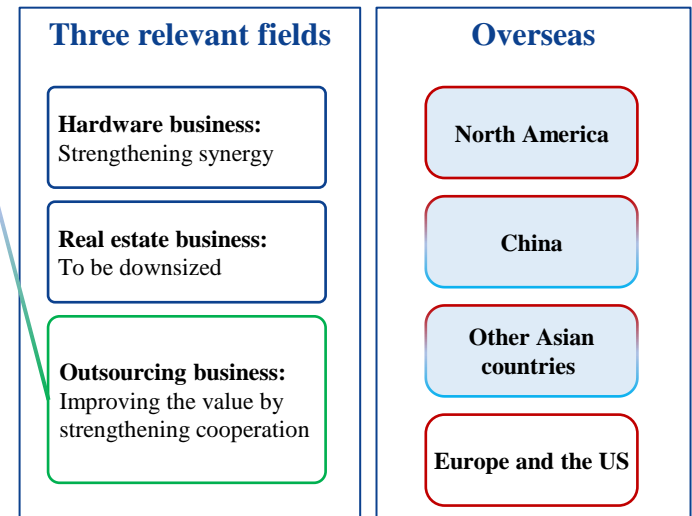 Three relevant fields
Hardware business:
Strengthening synergy
Real estate business:
To be downsized
Outsourcing business:
Improving the value by
strengthening cooperation
Overseas
North America
China
Other Asian
countries
Europe and the US